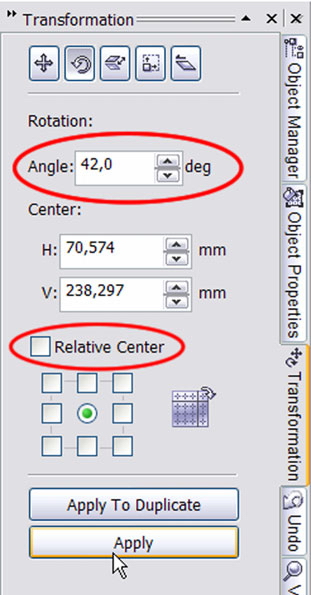 Transformation
Rotation:
Angle: 42,0 deg
Center:
H: 70,574 mm
V: 238,297 mm
Relative Center
Apply To Duplicate
Apply
Object Manager
Object Properties
Transformation
Undo